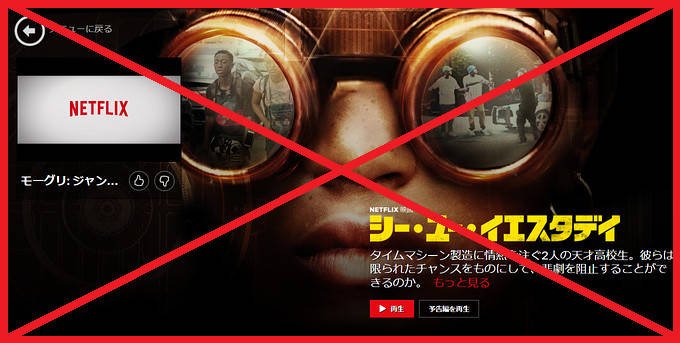 ニューに戻る
NETFLIX
モーグリ: ジャン...
NETFLIX 映画
シー・ユー・イエスタデイ
タイムマシーン製造に情熱を注ぐ2人の天才高校生。彼らは
限られたチャンスをものにして、悲劇を阻止することがで
きるのか。 もっと見る
再生
予告編を再生